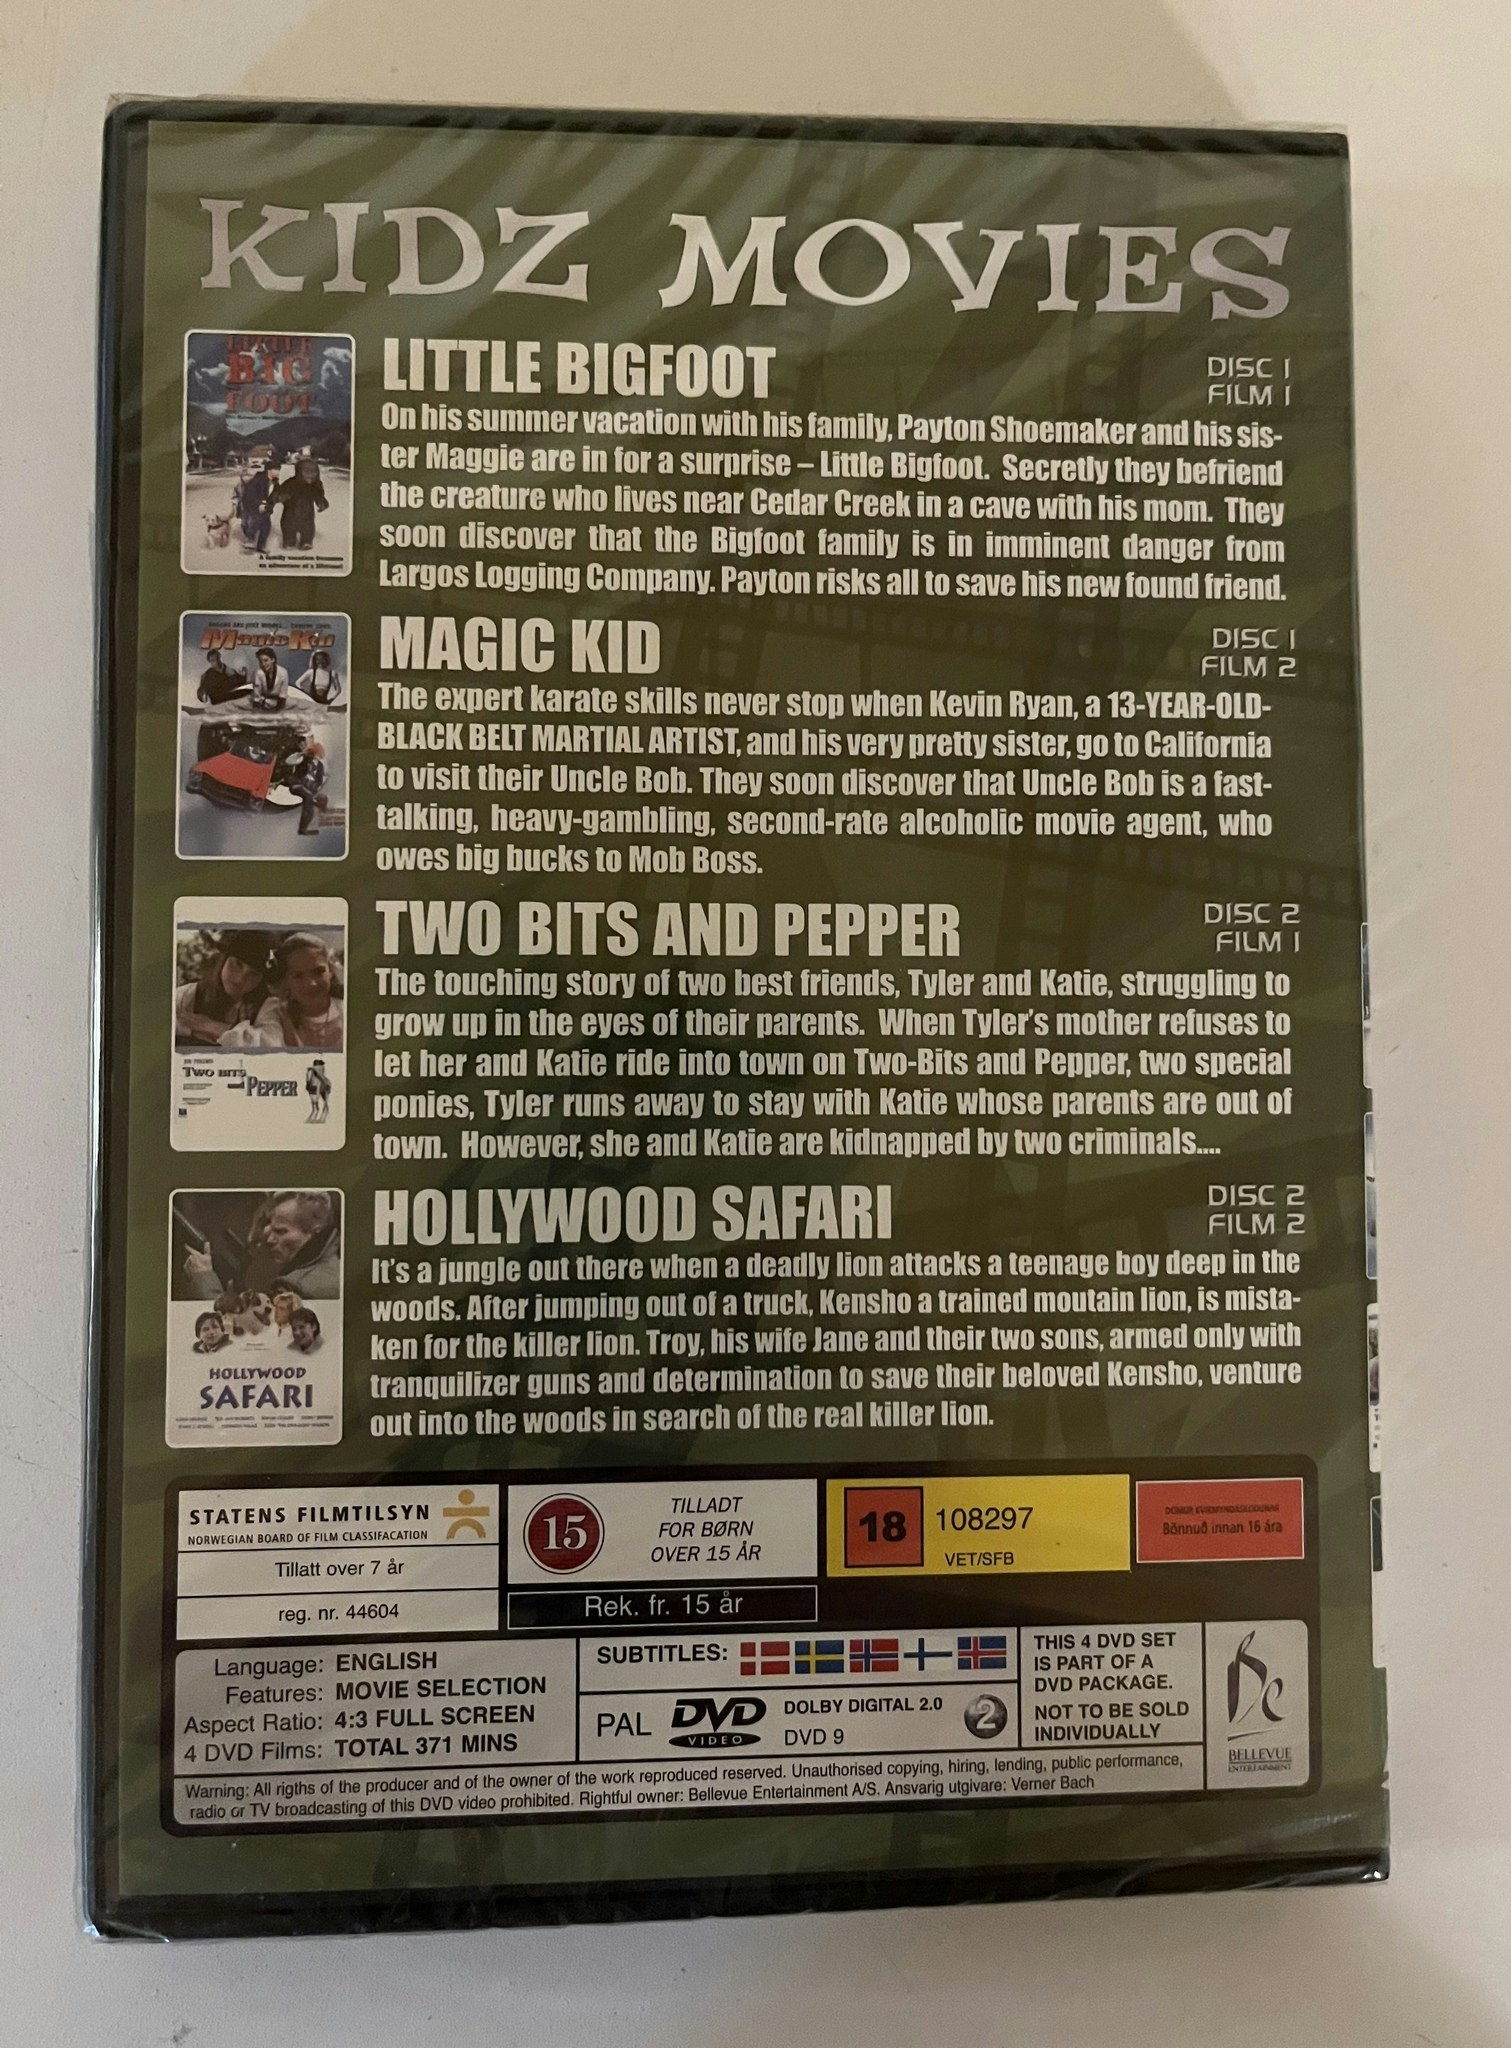 KIDZ MOVIES
LITTLE BIG FOOT
LITTLE BIGFOOT
DISC 1
FILM 1
On his summer vacation with his family, Payton Shoemaker and his sis-
ter Maggie are in for a surprise – Little Bigfoot. Secretly they befriend
the creature who lives near Cedar Creek in a cave with his mom. They
soon discover that the Bigfoot family is in imminent danger from
Largos Logging Company. Payton risks all to save his new found friend.
Magic Kid
MAGIC KID
DISC 1
FILM 2
The expert karate skills never stop when Kevin Ryan, a 13-YEAR-OLD-
BLACK BELT MARTIAL ARTIST, and his very pretty sister, go to California
to visit their Uncle Bob. They soon discover that Uncle Bob is a fast-
talking, heavy-gambling, second-rate alcoholic movie agent, who
owes big bucks to Mob Boss.
TWO BITS
and PEPPER
TWO BITS AND PEPPER
DISC 2
FILM 1
The touching story of two best friends, Tyler and Katie, struggling to
grow up in the eyes of their parents. When Tyler's mother refuses to
let her and Katie ride into town on Two-Bits and Pepper, two special
ponies, Tyler runs away to stay with Katie whose parents are out of
town. However, she and Katie are kidnapped by two criminals....
HOLLYWOOD
SAFARI
HOLLYWOOD SAFARI
DISC 2
FILM 2
It's a jungle out there when a deadly lion attacks a teenage boy deep in the
woods. After jumping out of a truck, Kensho a trained moutain lion, is mista-
ken for the killer lion. Troy, his wife Jane and their two sons, armed only with
tranquilizer guns and determination to save their beloved Kensho, venture
out into the woods in search of the real killer lion.
STATENS FILMTILSYN
NORWEGIAN BOARD OF FILM CLASSIFACATION
Tillatt over 7 år
reg. nr. 44604
15
TILLADT
FOR BØRN
OVER 15 ÅR
Rek. fr. 15 år
18
108297
VET/SFB
Bönnuð innan 16 ára
Language: ENGLISH
Features: MOVIE SELECTION
Aspect Ratio: 4:3 FULL SCREEN
4 DVD Films: TOTAL 371 MINS
SUBTITLES:
PAL
DVD
VIDEO
DOLBY DIGITAL 2.0
DVD 9
2
THIS 4 DVD SET
IS PART OF A
DVD PACKAGE.
NOT TO BE SOLD
INDIVIDUALLY
Be
BELLEVUE
ENTERTAINMENT
Warning: All rigths of the producer and of the owner of the work reproduced reserved. Unauthorised copying, hiring, lending, public performance,
radio or TV broadcasting of this DVD video prohibited. Rightful owner: Bellevue Entertainment A/S. Ansvarig utgivare: Verner Bach